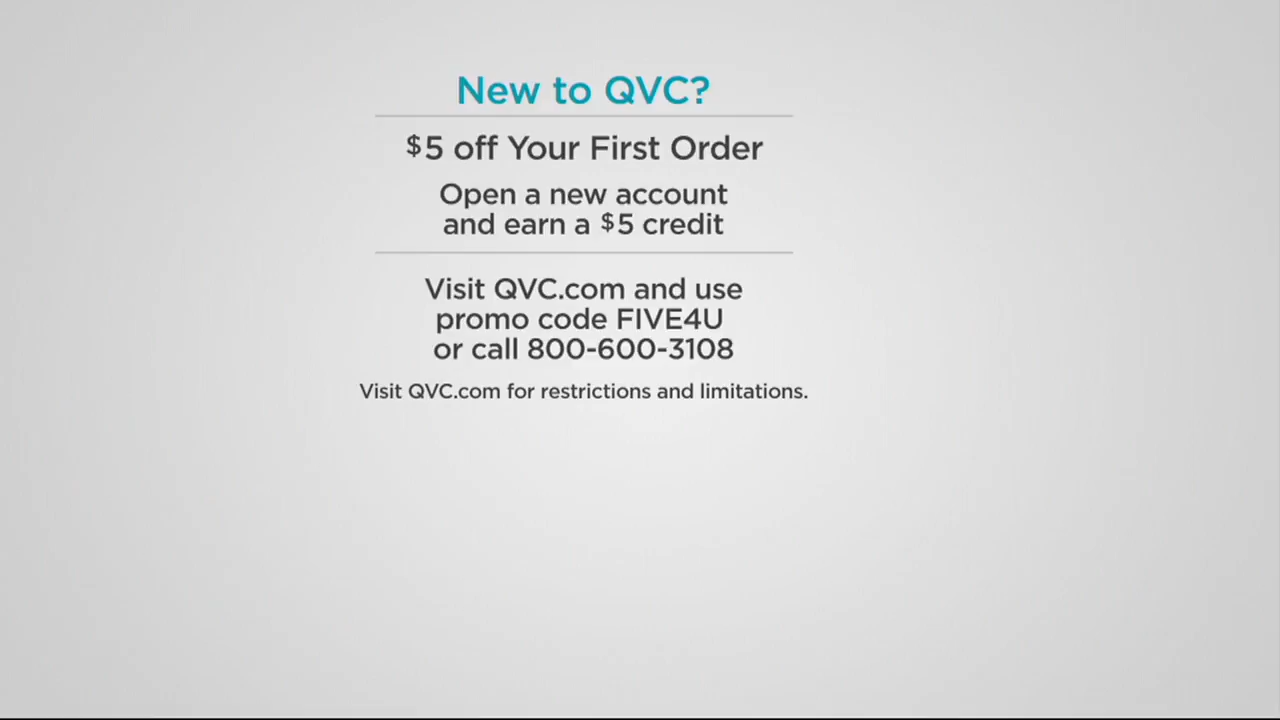 New to QVC?
$5 off Your First Order
Open a new account
and earn a $5 credit
Visit QVC.com and use
promo code FIVE4U
or call 800-600-3108
Visit QVC.com for restrictions and limitations.